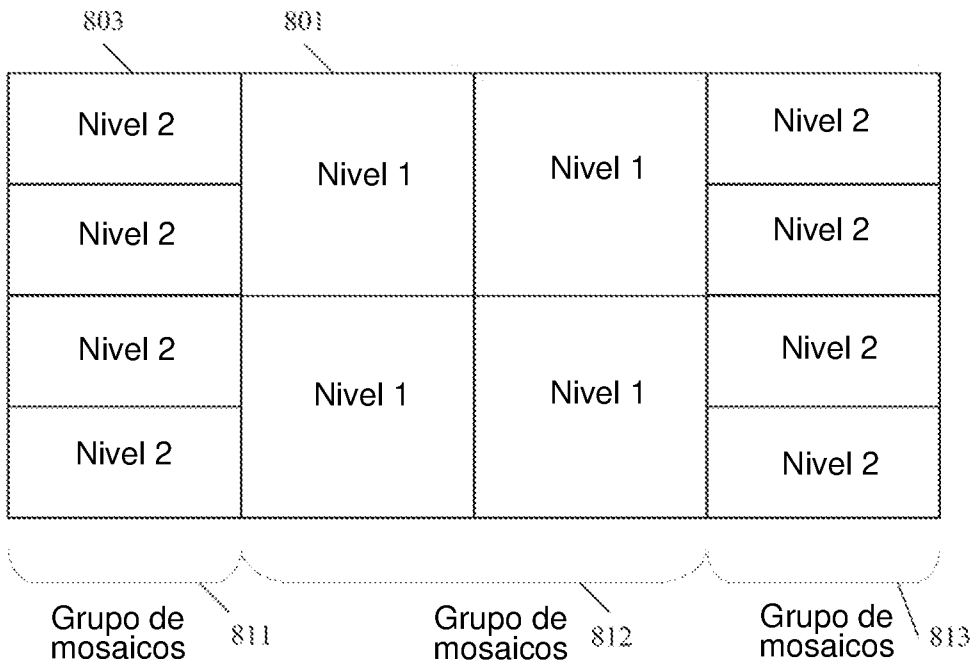 803 801
Nivel 2 Nivel 2
Nivel 1 Nivel 1
Nivel 2 Nivel 2
Nivel 2 Nivel 2
Nivel 1 Nivel 1
Nivel 2 Nivel 2
Grupo de mosaicos 811
Grupo de mosaicos 812
Grupo de mosaicos 813